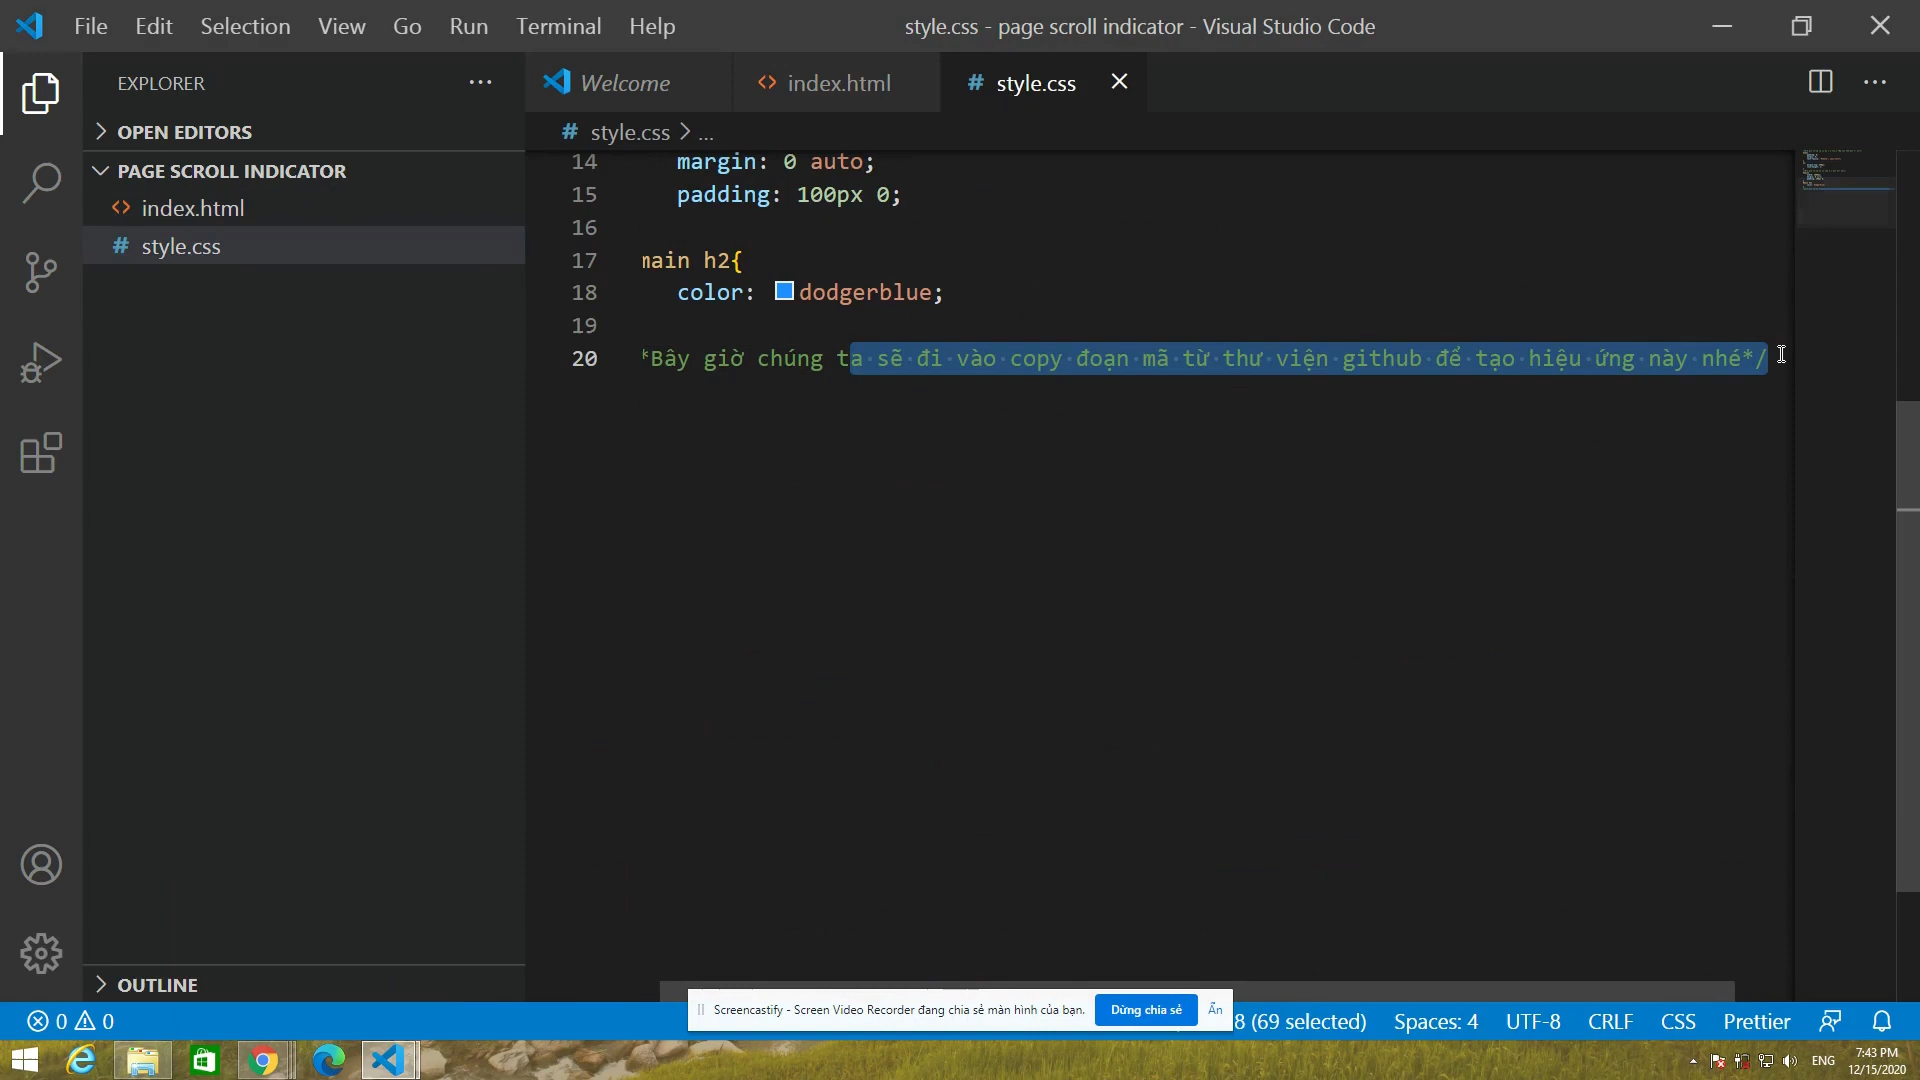 File Edit Selection View Go Run Terminal Help
style.css - page scroll indicator - Visual Studio Code
EXPLORER
OPEN EDITORS
PAGE SCROLL INDICATOR
index.html
style.css
Welcome
index.html
style.css
style.css > ...
14 margin: 0 auto;
15 padding: 100px 0;
16
17 main h2{
18 color: dodgerblue;
19
20 *Bây giờ chúng ta sẽ đi vào copy đoạn mã từ thư viện github để tạo hiệu ứng này nhé*/
OUTLINE
Screencastify - Screen Video Recorder đang chia sẻ màn hình của bạn. Dừng chia sẻ Ẩn
0 0
8 (69 selected) Spaces: 4 UTF-8 CRLF CSS Prettier
ENG
7:43 PM
12/15/2020